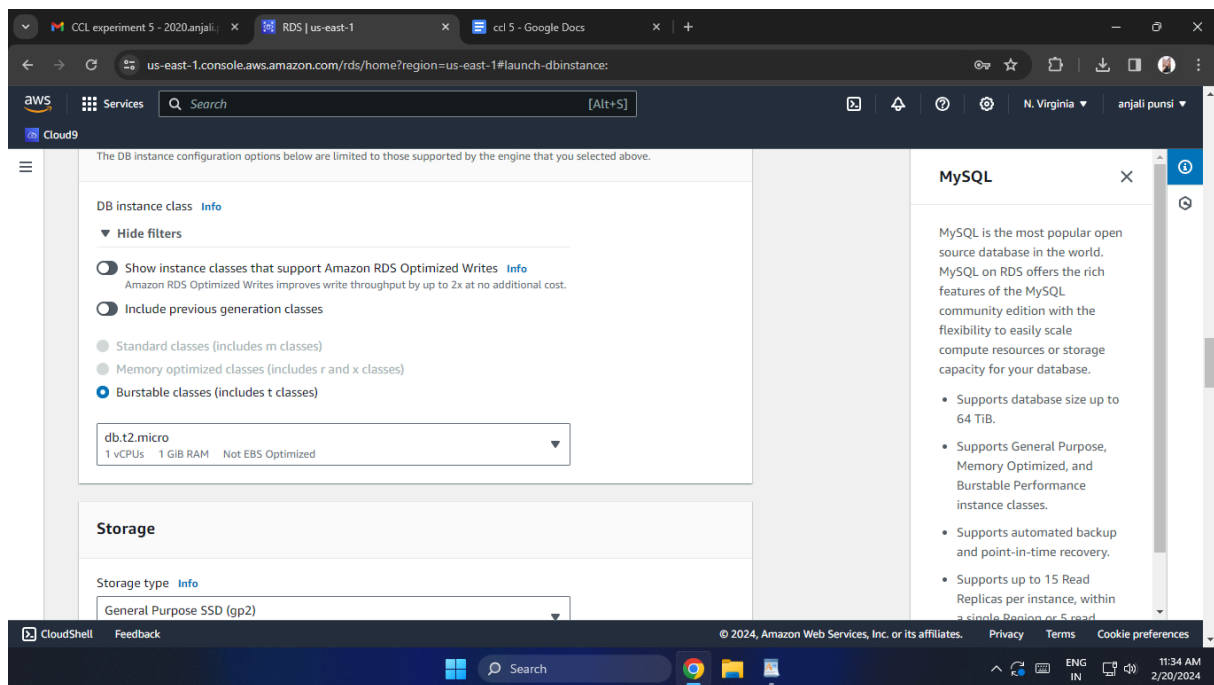 CCL experiment 5 - 2020.anjali.
RDS | us-east-1
ccl 5 - Google Docs
us-east-1.console.aws.amazon.com/rds/home?region=us-east-1#launch-dbinstance:
aws
Services
Search
[Alt+S]
N. Virginia
anjali punsi
Cloud9
The DB instance configuration options below are limited to those supported by the engine that you selected above.
DB instance class Info
Hide filters
Show instance classes that support Amazon RDS Optimized Writes Info
Amazon RDS Optimized Writes improves write throughput by up to 2x at no additional cost.
Include previous generation classes
Standard classes (includes m classes)
Memory optimized classes (includes r and x classes)
Burstable classes (includes t classes)
db.t2.micro
1 vCPUs 1 GiB RAM Not EBS Optimized
Storage
Storage type Info
General Purpose SSD (gp2)
MySQL
MySQL is the most popular open
source database in the world.
MySQL on RDS offers the rich
features of the MySQL
community edition with the
flexibility to easily scale
compute resources or storage
capacity for your database.
• Supports database size up to
64 TiB.
• Supports General Purpose,
Memory Optimized, and
Burstable Performance
instance classes.
• Supports automated backup
and point-in-time recovery.
• Supports up to 15 Read
Replicas per instance, within
a single Region or 5 read
CloudShell
Feedback
© 2024, Amazon Web Services, Inc. or its affiliates.
Privacy
Terms
Cookie preferences
Search
ENG
IN
11:34 AM
2/20/2024